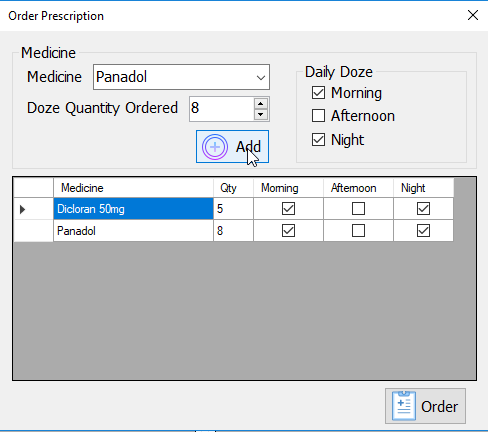 Order Prescription
Medicine
Medicine Panadol
Doze Quantity Ordered 8
Add
Daily Doze
Morning
Afternoon
Night
Medicine Qty Morning Afternoon Night
Dicloran 50mg 5
Panadol 8
Order